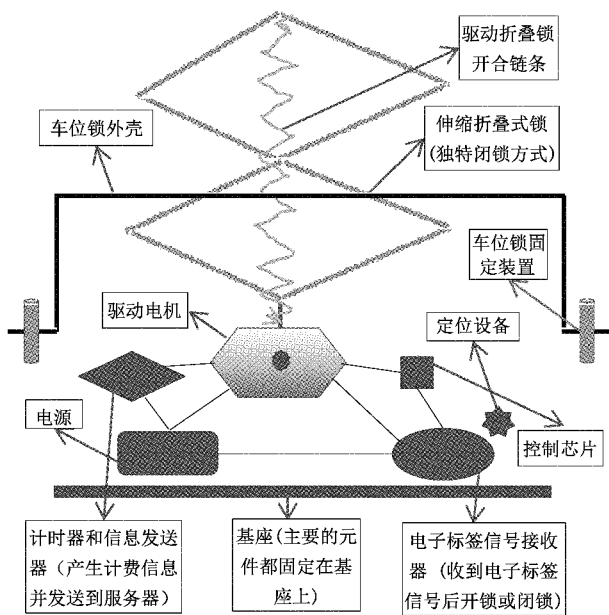 驱动折叠锁
开合链条
车位锁外壳
伸缩折叠式锁
(独特闭锁方式)
车位锁固
定装置
驱动电机
定位设备
电源
控制芯片
计时器和信息发送
器（产生计费信息
并发送到服务器）
基座(主要的元
件都固定在基
座上)
电子标签信号接收
器（收到电子标签
信号后开锁或闭锁)